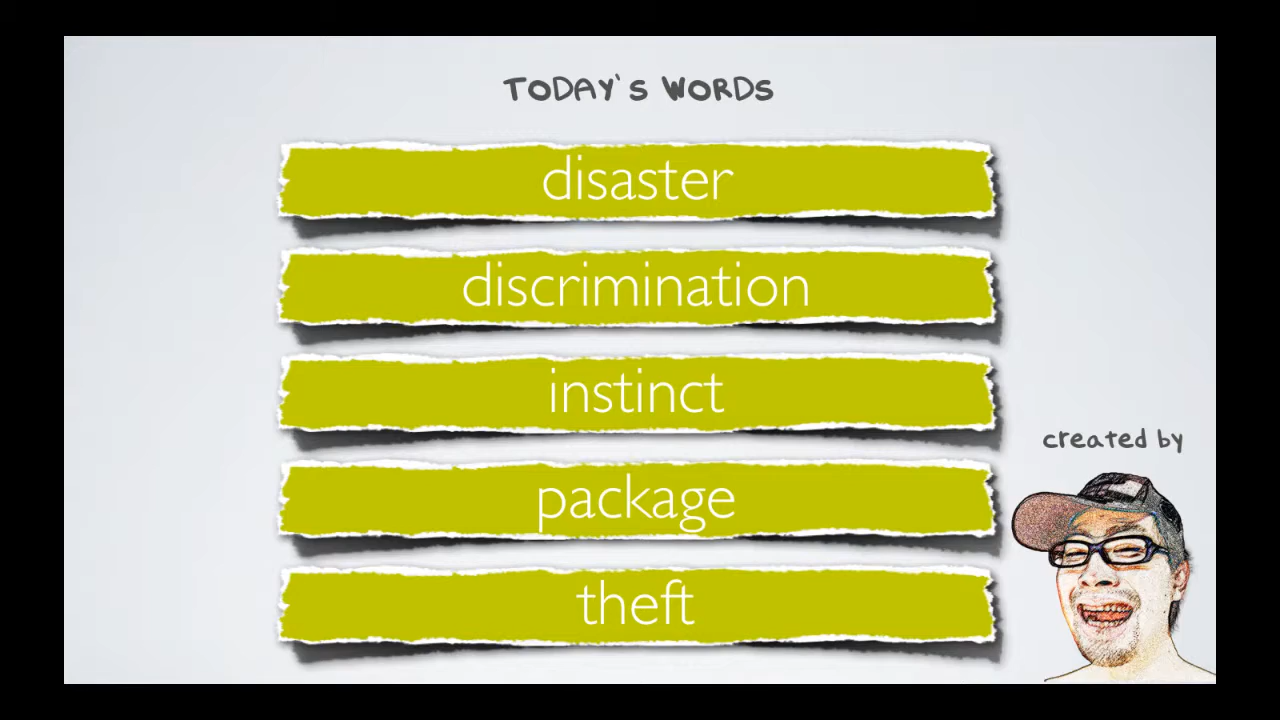 TODAY'S WORDS
disaster
discrimination
instinct
package
theft
created by